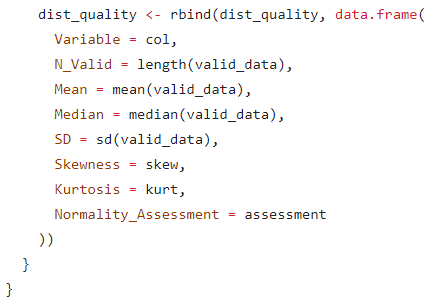 dist_quality <- rbind(dist_quality, data.frame(
Variable = col,
N_Valid = length(valid_data),
Mean = mean(valid_data),
Median = median(valid_data),
SD = sd(valid_data),
Skewness = skew,
Kurtosis = kurt,
Normality_Assessment = assessment
))
}
}